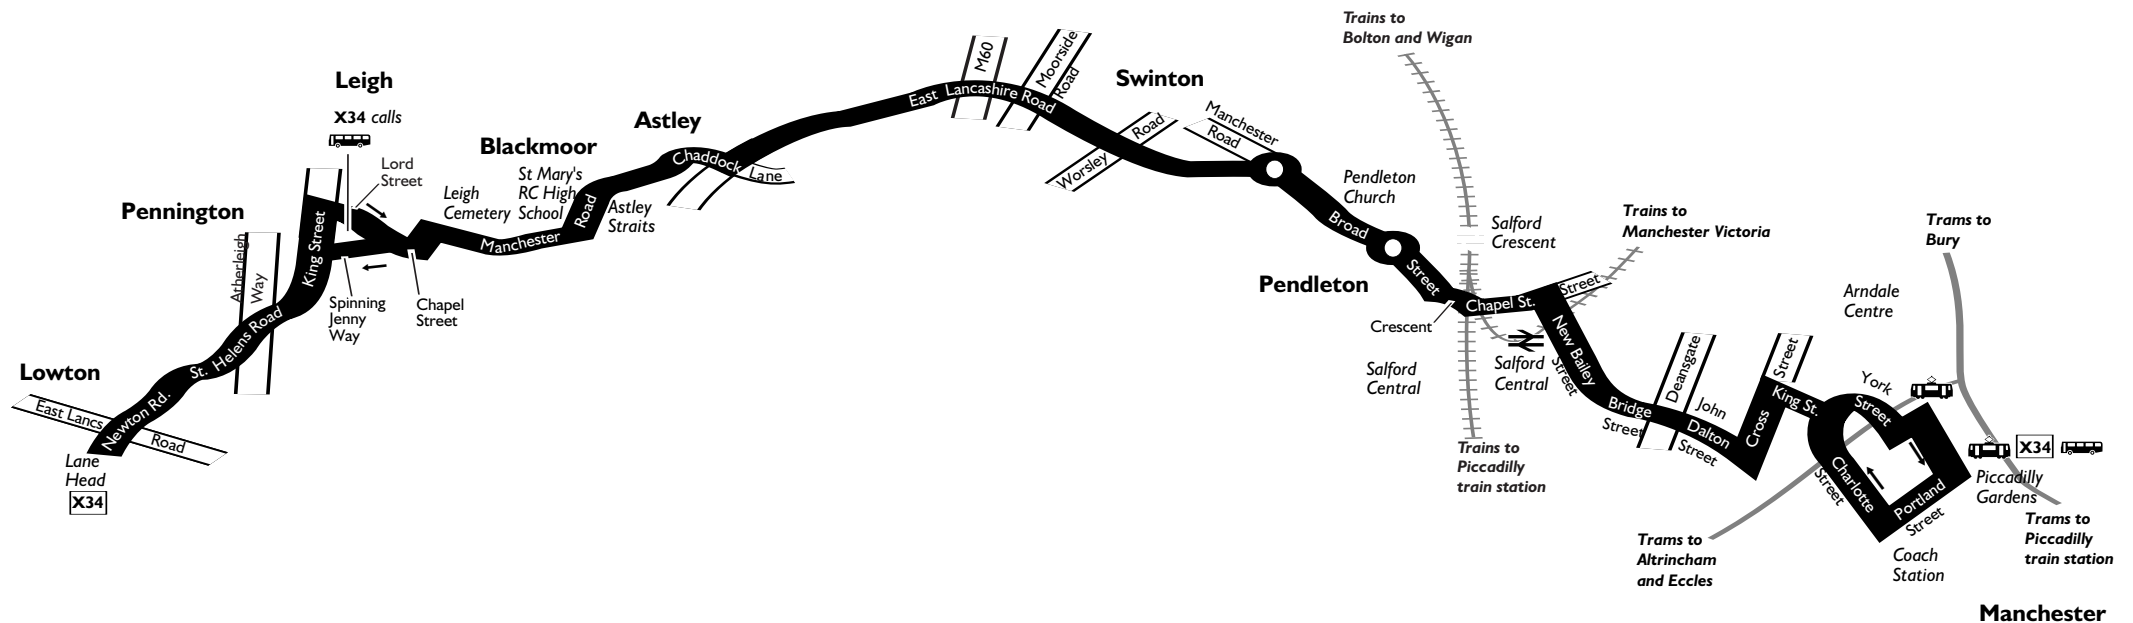 Trains to
Bolton and Wigan
Leigh
X34 calls
Lord
Street
Pennington
Atherleigh
Way
King Street
Spinning
Jenny
Way
Chapel
Street
St. Helens Road
Lowton
Newton Rd.
East Lancs
Road
Lane
Head
X34
Leigh
Cemetery
Blackmoor
St Mary's
RC High
School
Manchester
Road
Astley
Straits
Astley
Chaddock
Lane
East Lancashire Road
M60
Moorside
Road
Swinton
Worsley
Road
Manchester
Road
Pendleton
Church
Broad
Street
Pendleton
Crescent
Salford
Crescent
Chapel St.
Street
Trains to
Manchester Victoria
Salford
Central
Salford
Central
Trains to
Piccadilly
train station
New Bailey
Street
Bridge
Street
Deansgate
John
Dalton
Street
Cross
Street
King St.
York
Street
Charlotte
Street
Portland
Street
Arndale
Centre
Trams to
Bury
X34
Piccadilly
Gardens
Trams to
Piccadilly
train station
Coach
Station
Trams to
Altrincham
and Eccles
Manchester